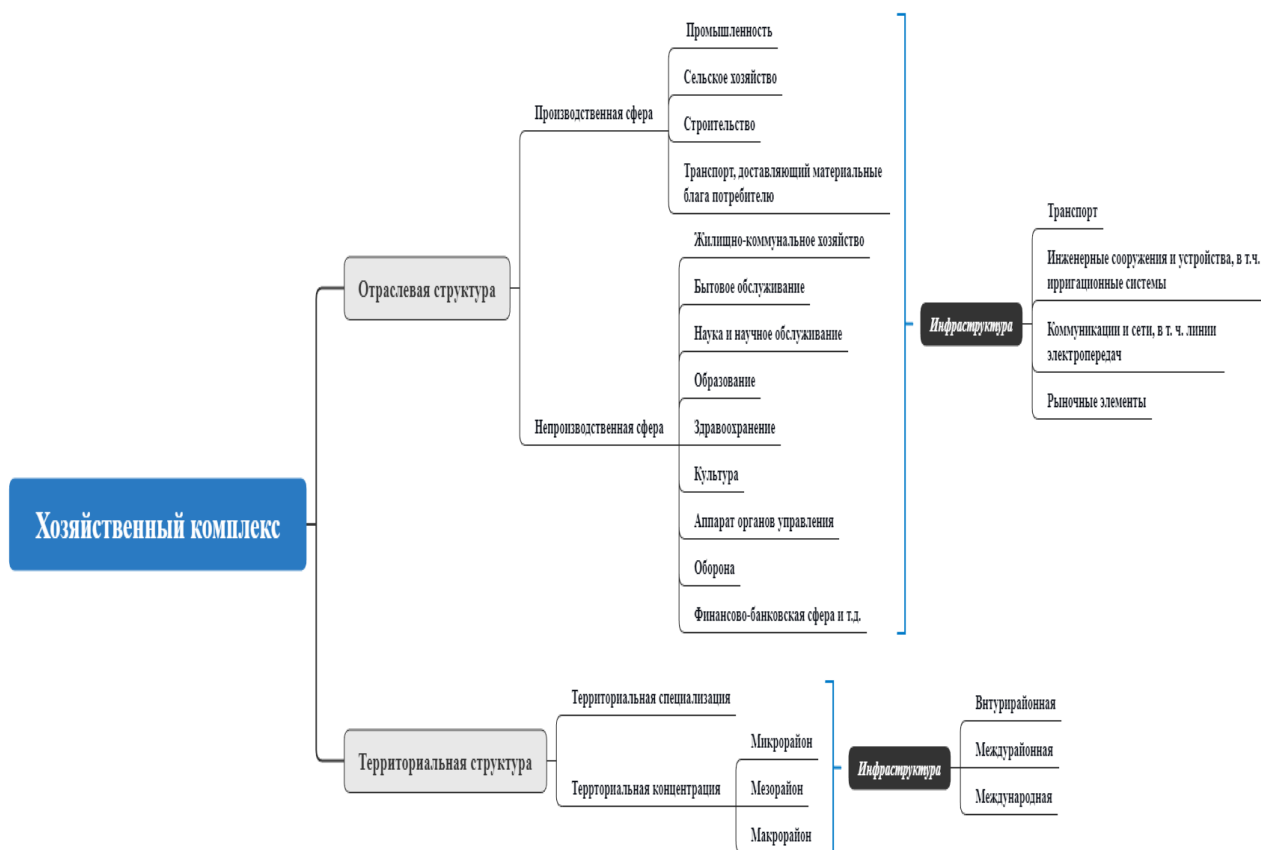 Хозяйственный комплекс
Отраслевая структура
Производственная сфера
Промышленность
Сельское хозяйство
Строительство
Транспорт, доставляющий материальные
блага потребителю
Непроизводственная сфера
Жилищно-коммунальное хозяйство
Бытовое обслуживание
Наука и научное обслуживание
Образование
Здравоохранение
Культура
Аппарат органов управления
Оборона
Финансово-банковская сфера и т.д.
Инфраструктура
Транспорт
Инженерные сооружения и устройства, в т.ч.
ирригационные системы
Коммуникации и сети, в т. ч. линии
электропередач
Рыночные элементы
Территориальная структура
Территориальная специализация
Террториальная концентрация
Микрорайон
Мезорайон
Макрорайон
Инфраструктура
Внтурирайонная
Междурайонная
Международная